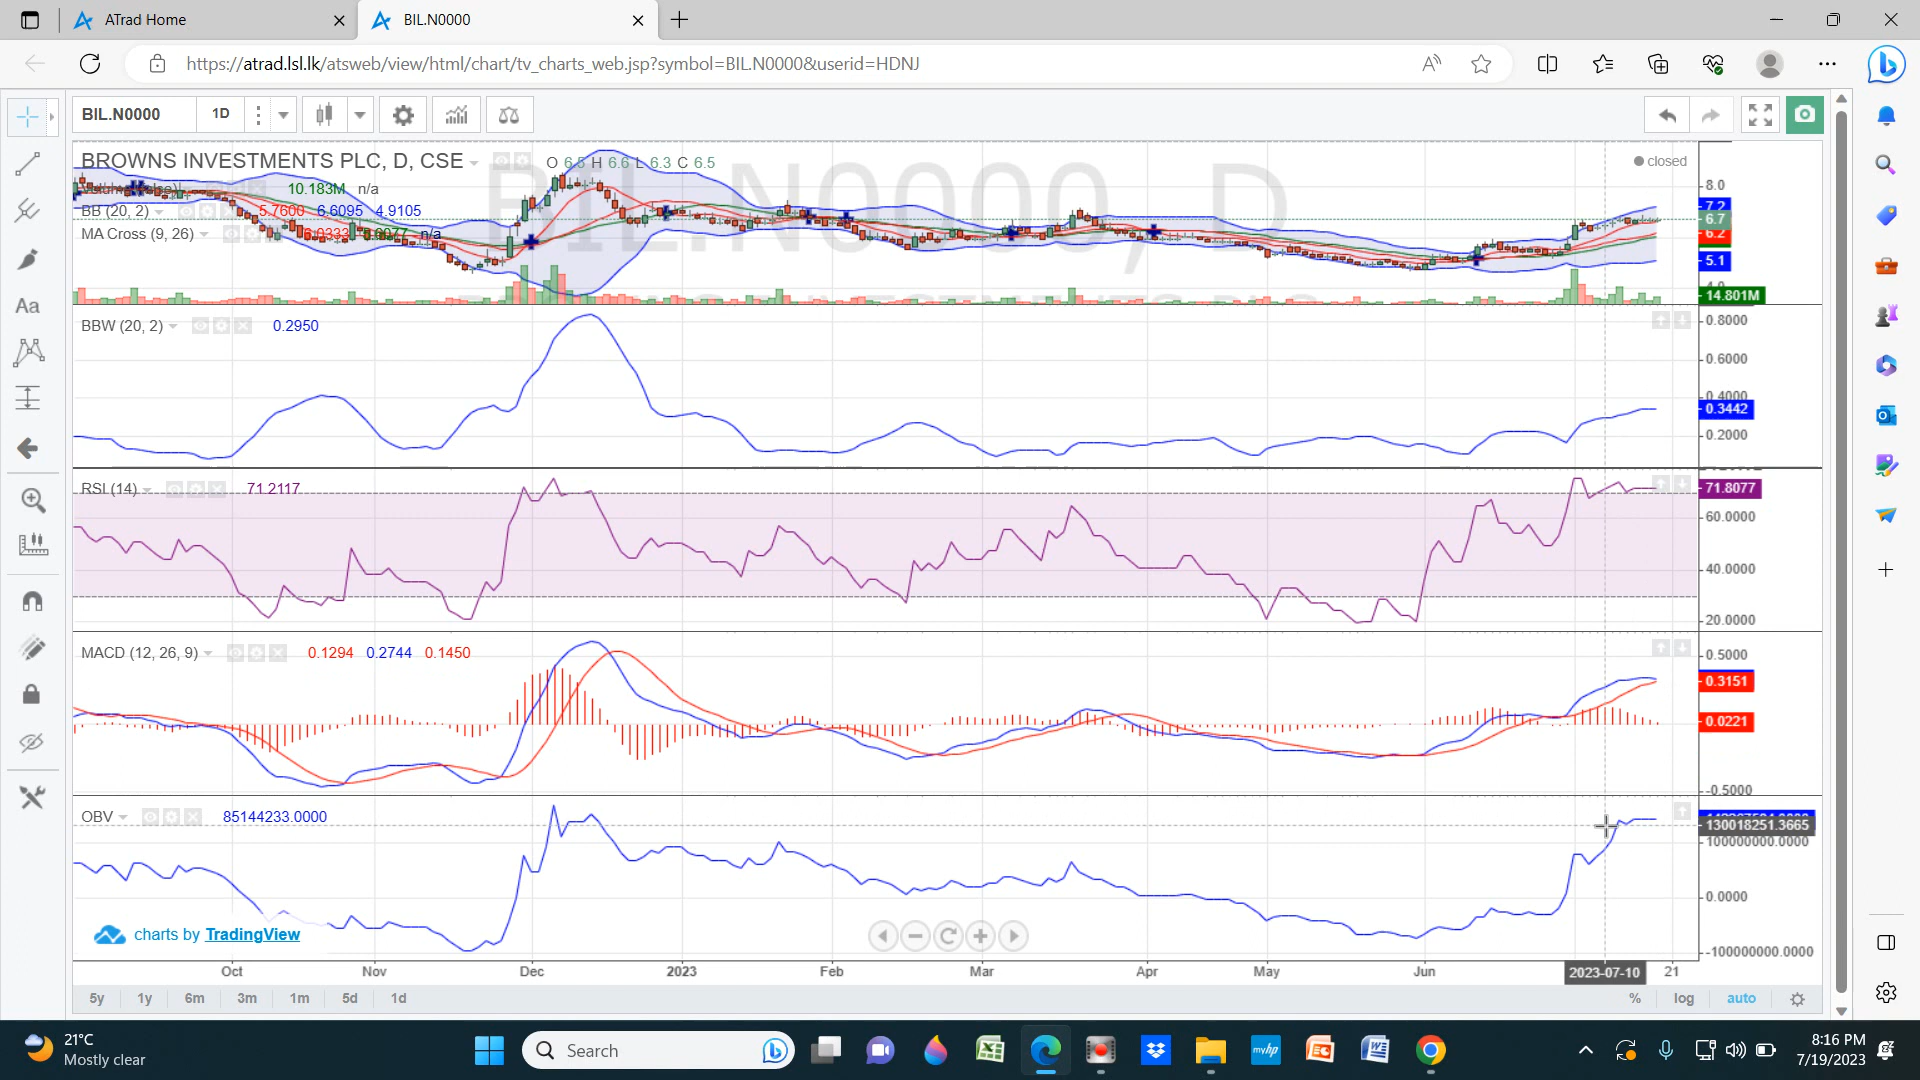 ATrad Home
BIL.N0000
https://atrad.lsl.lk/atsweb/view/html/chart/tv_charts_web.jsp?symbol=BIL.N0000&userid=HDNJ
BIL.N0000 1D
BROWNS INVESTMENTS PLC, D, CSE O 6.5 H 6.6 L 6.3 C 6.5
closed
BIL.N0000, D
10.183M n/a
BB (20, 2) 5.7600 6.6095 4.9105
MA Cross (9, 26) n/a
8.0
7.2
6.7
6.2
5.1
4.0
14.801M
BBW (20, 2) 0.2950
0.8000
0.6000
0.4000
0.3442
0.2000
RSI (14) 71.2117
71.8077
60.0000
40.0000
20.0000
MACD (12, 26, 9) 0.1294 0.2744 0.1450
0.5000
0.3151
0.0221
-0.5000
OBV 85144233.0000
130018251.3665
100000000.0000
0.0000
-100000000.0000
charts by TradingView
Oct Nov Dec 2023 Feb Mar Apr May Jun 2023-07-10 21
5y 1y 6m 3m 1m 5d 1d % log auto
21°C
Mostly clear
Search
myhp
8:16 PM
7/19/2023